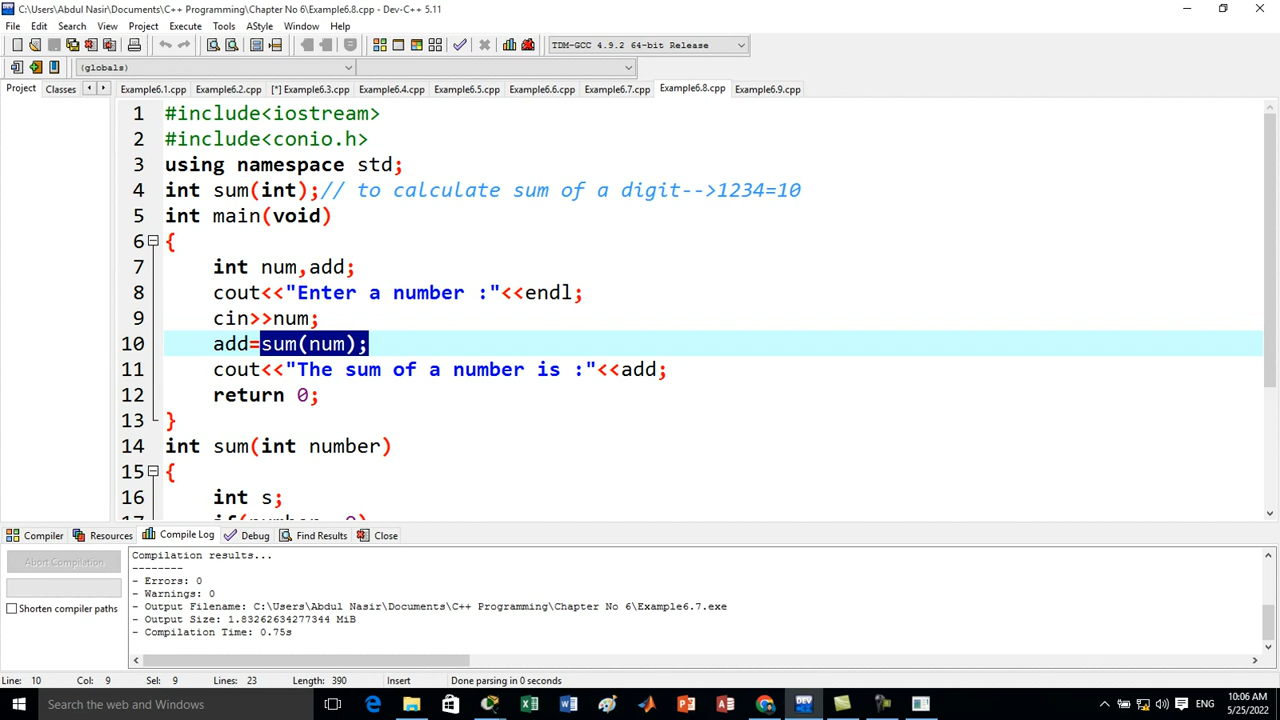 C:\Users\Abdul Nasir\Documents\C++ Programming\Chapter No 6\Example6.8.cpp - Dev-C++ 5.11
File Edit Search View Project Execute Tools AStyle Window Help
TDM-GCC 4.9.2 64-bit Release
(globals)
Project Classes Example6.1.cpp Example6.2.cpp [*] Example6.3.cpp Example6.4.cpp Example6.5.cpp Example6.6.cpp Example6.7.cpp Example6.8.cpp Example6.9.cpp
1 #include<iostream>
2 #include<conio.h>
3 using namespace std;
4 int sum(int);// to calculate sum of a digit-->1234=10
5 int main(void)
6 {
7 int num,add;
8 cout<<"Enter a number :"<<endl;
9 cin>>num;
10 add=sum(num);
11 cout<<"The sum of a number is :"<<add;
12 return 0;
13 }
14 int sum(int number)
15 {
16 int s;
Compiler Resources Compile Log Debug Find Results Close
Abort Compilation
Shorten compiler paths
Compilation results...
--------
- Errors: 0
- Warnings: 0
- Output Filename: C:\Users\Abdul Nasir\Documents\C++ Programming\Chapter No 6\Example6.7.exe
- Output Size: 1.83262634277344 MiB
- Compilation Time: 0.75s
Line: 10 Col: 9 Sel: 9 Lines: 23 Length: 390 Insert Done parsing in 0 seconds
Search the web and Windows
ENG
10:06 AM
5/25/2022